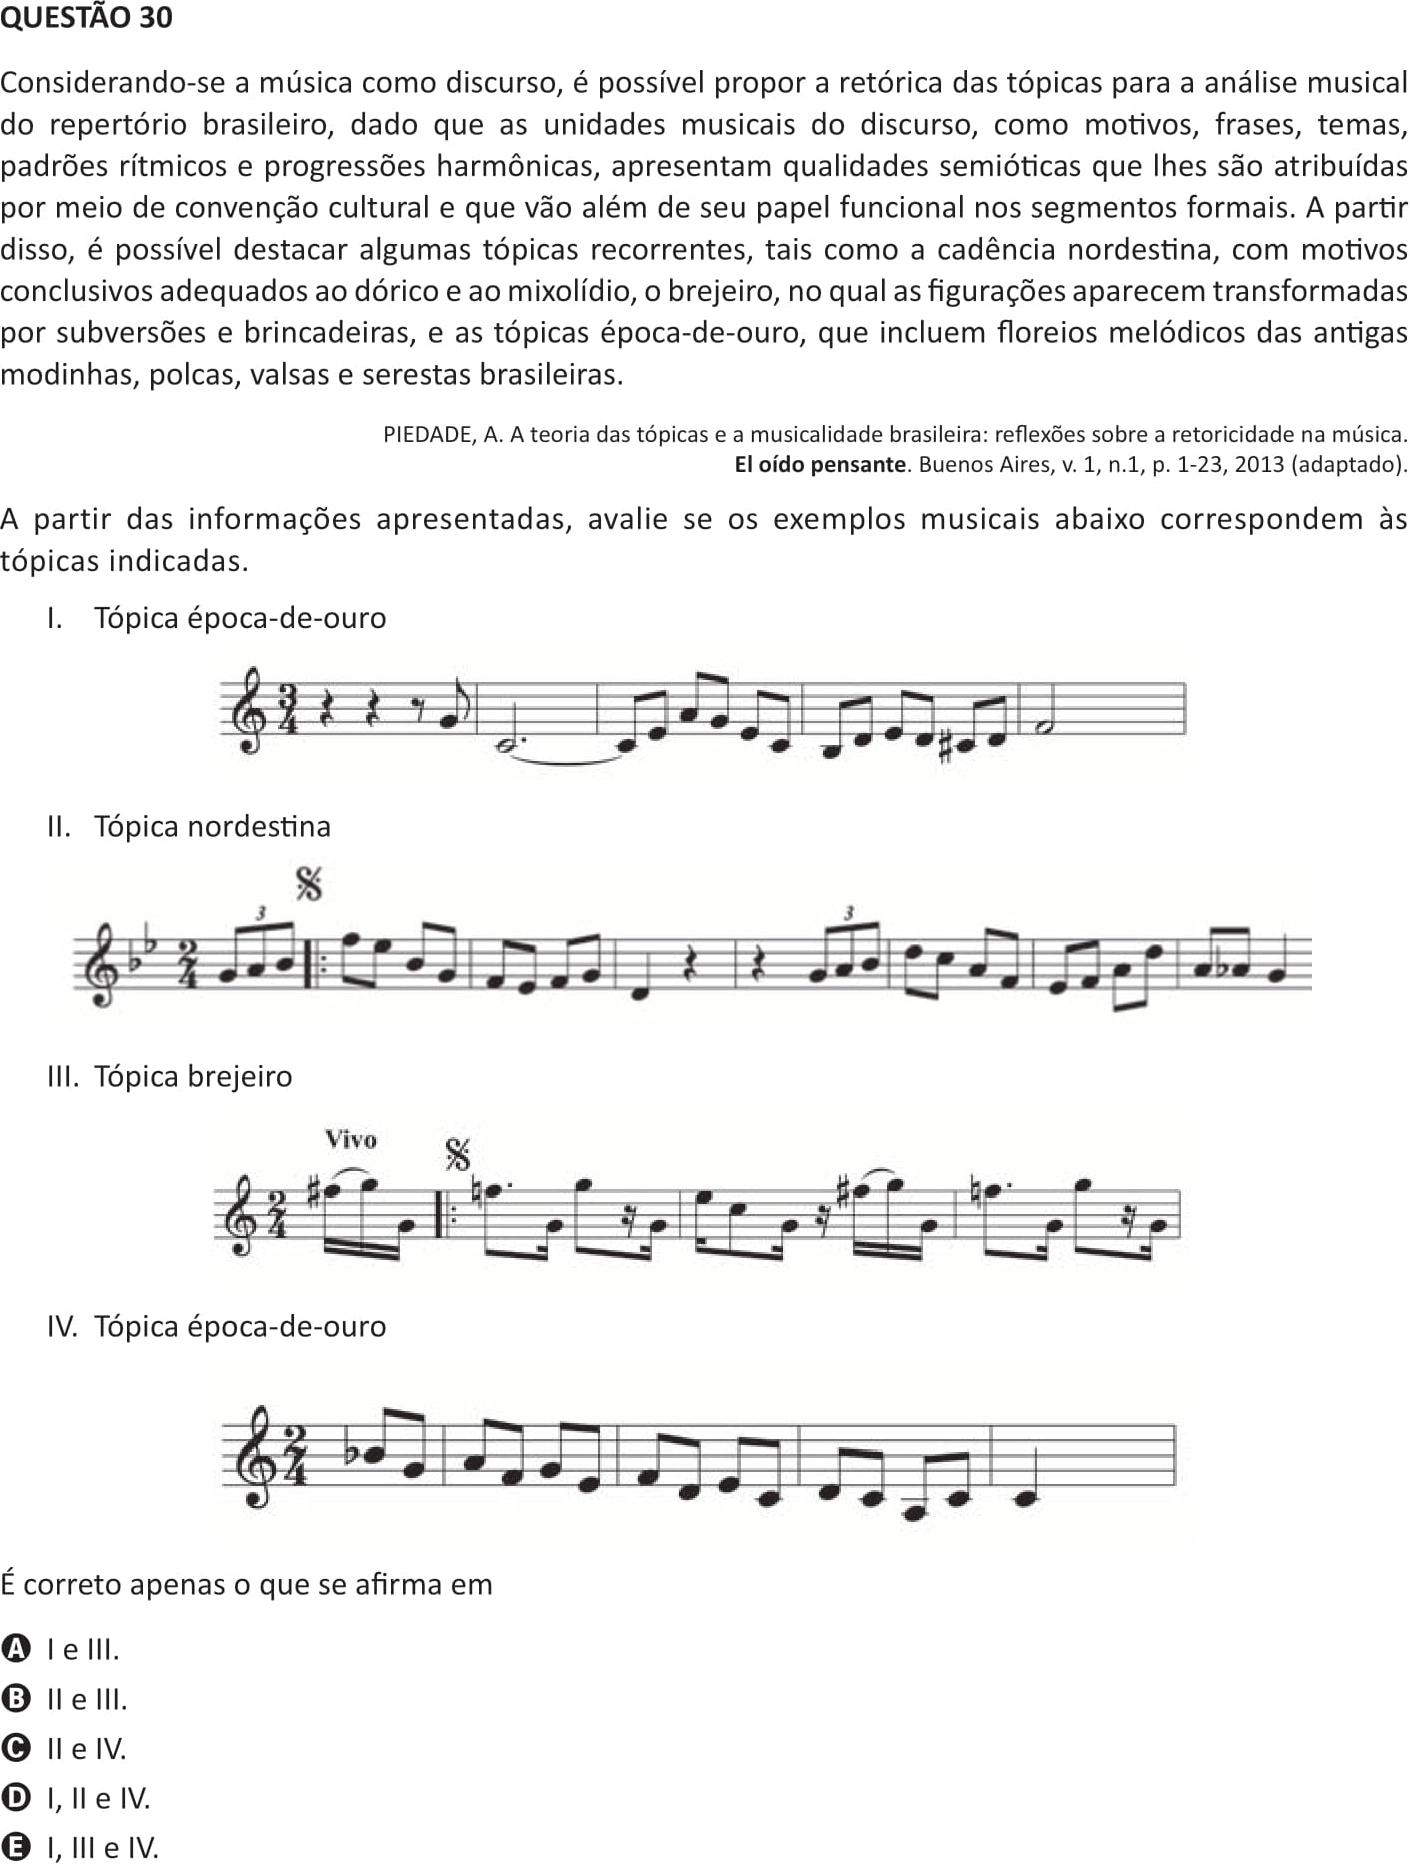 QUESTÃO 30
Considerando-se a música como discurso, é possível propor a retórica das tópicas para a análise musical
do repertório brasileiro, dado que as unidades musicais do discurso, como motivos, frases, temas,
padrões rítmicos e progressões harmônicas, apresentam qualidades semióticas que lhes são atribuídas
por meio de convenção cultural e que vão além de seu papel funcional nos segmentos formais. A partir
disso, é possível destacar algumas tópicas recorrentes, tais como a cadência nordestina, com motivos
conclusivos adequados ao dórico e ao mixolídio, o brejeiro, no qual as figurações aparecem transformadas
por subversões e brincadeiras, e as tópicas época-de-ouro, que incluem floreios melódicos das antigas
modinhas, polcas, valsas e serestas brasileiras.
PIEDADE, A. A teoria das tópicas e a musicalidade brasileira: reflexões sobre a retoricidade na música.
El oído pensante. Buenos Aires, v. 1, n.1, p. 1-23, 2013 (adaptado).
A partir das informações apresentadas, avalie se os exemplos musicais abaixo correspondem às
tópicas indicadas.
I. Tópica época-de-ouro
3
4
II. Tópica nordestina
3 3
2
4
III. Tópica brejeiro
Vivo
2
4
IV. Tópica época-de-ouro
2
4
É correto apenas o que se afirma em
A I e III.
B II e III.
C II e IV.
D I, II e IV.
E I, III e IV.